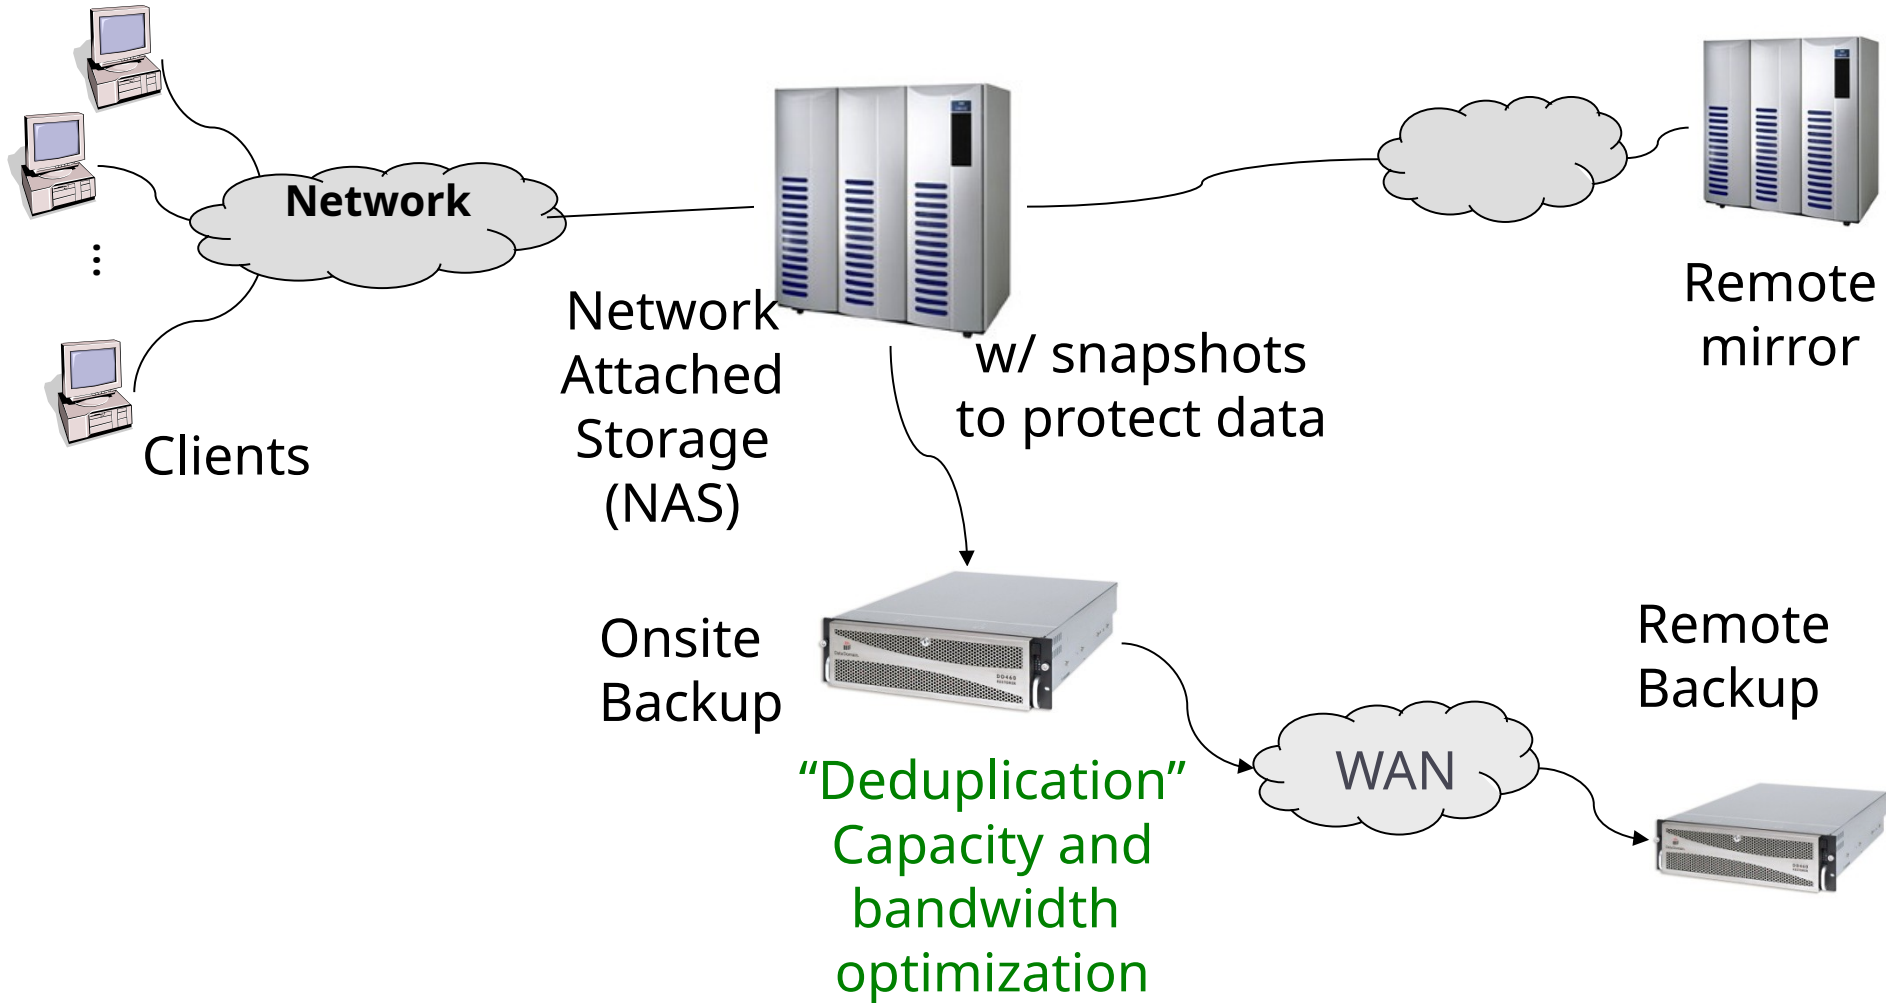 Network
...
Clients
Network
Attached
Storage
(NAS)
w/ snapshots
to protect data
Remote
mirror
Onsite
Backup
“Deduplication”
Capacity and
bandwidth
optimization
WAN
Remote
Backup